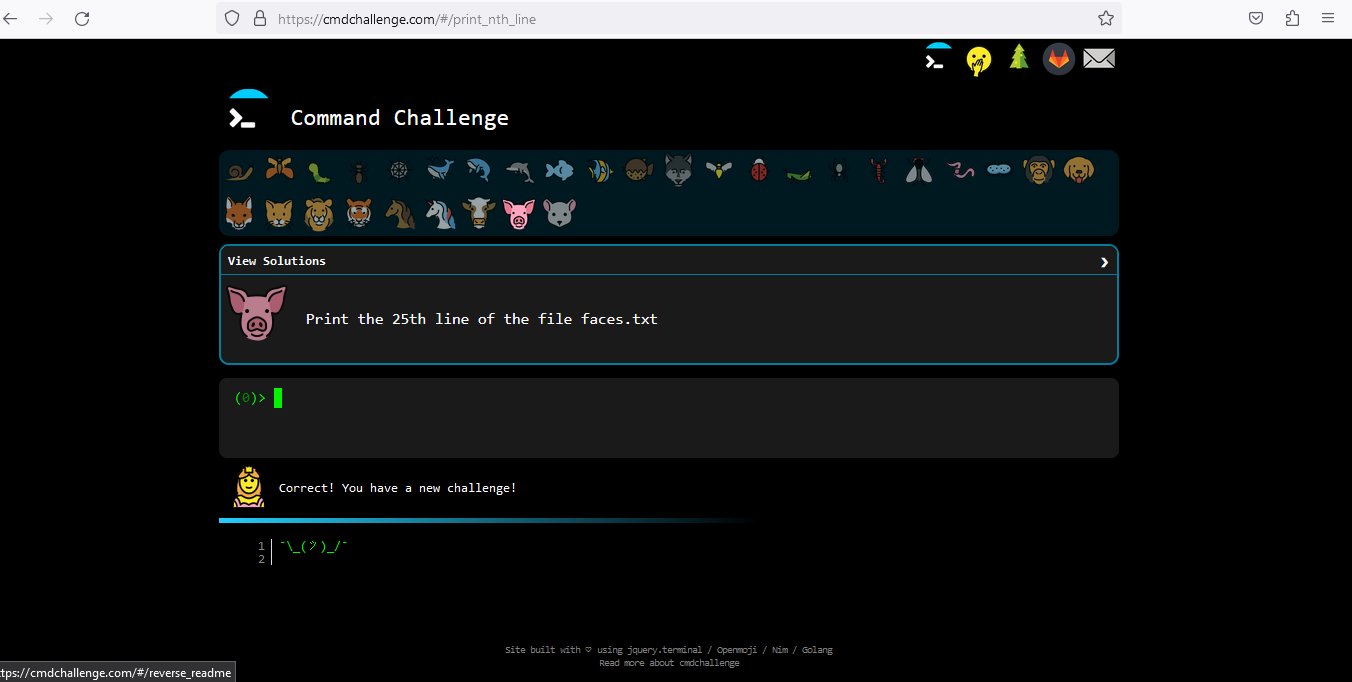 https://cmdchallenge.com/#/print_nth_line
Command Challenge
View Solutions
Print the 25th line of the file faces.txt
(0)>
Correct! You have a new challenge!
1 ¯\_(ツ)_/¯
2
Site built with ♡ using jquery.terminal / Openmoji / Nim / Golang
Read more about cmdchallenge
ttps://cmdchallenge.com/#/reverse_readme